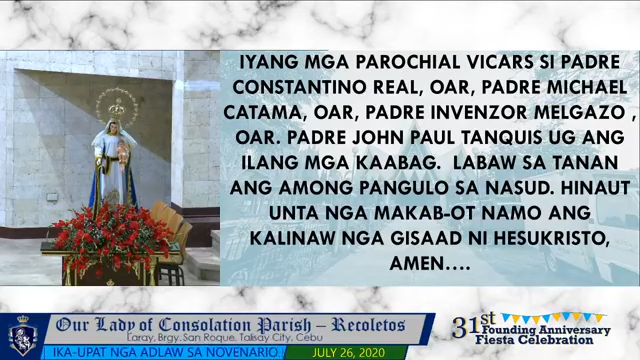 IYANG MGA PAROCHIAL VICARS SI PADRE
CONSTANTINO REAL, OAR, PADRE MICHAEL
CATAMA, OAR, PADRE INVENZOR MELGAZO ,
OAR. PADRE JOHN PAUL TANQUIS UG ANG
ILANG MGA KAABAG. LABAW SA TANAN
ANG AMONG PANGULO SA NASUD. HINAUT
UNTA NGA MAKAB-OT NAMO ANG
KALINAW NGA GISAAD NI HESUKRISTO,
AMEN....
Our Lady of Consolation Parish – Recoletos
Laray, Brgy. San Roque, Talisay City, Cebu
IKA-UPAT NGA ADLAW SA NOVENARIO
JULY 26, 2020
31st Founding Anniversary
Fiesta Celebration